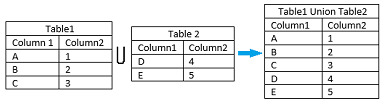 Table1
Column 1 Column2
A 1
B 2
C 3
U
Table 2
Column1 Column2
D 4
E 5
Table1 Union Table2
Column1 Column2
A 1
B 2
C 3
D 4
E 5